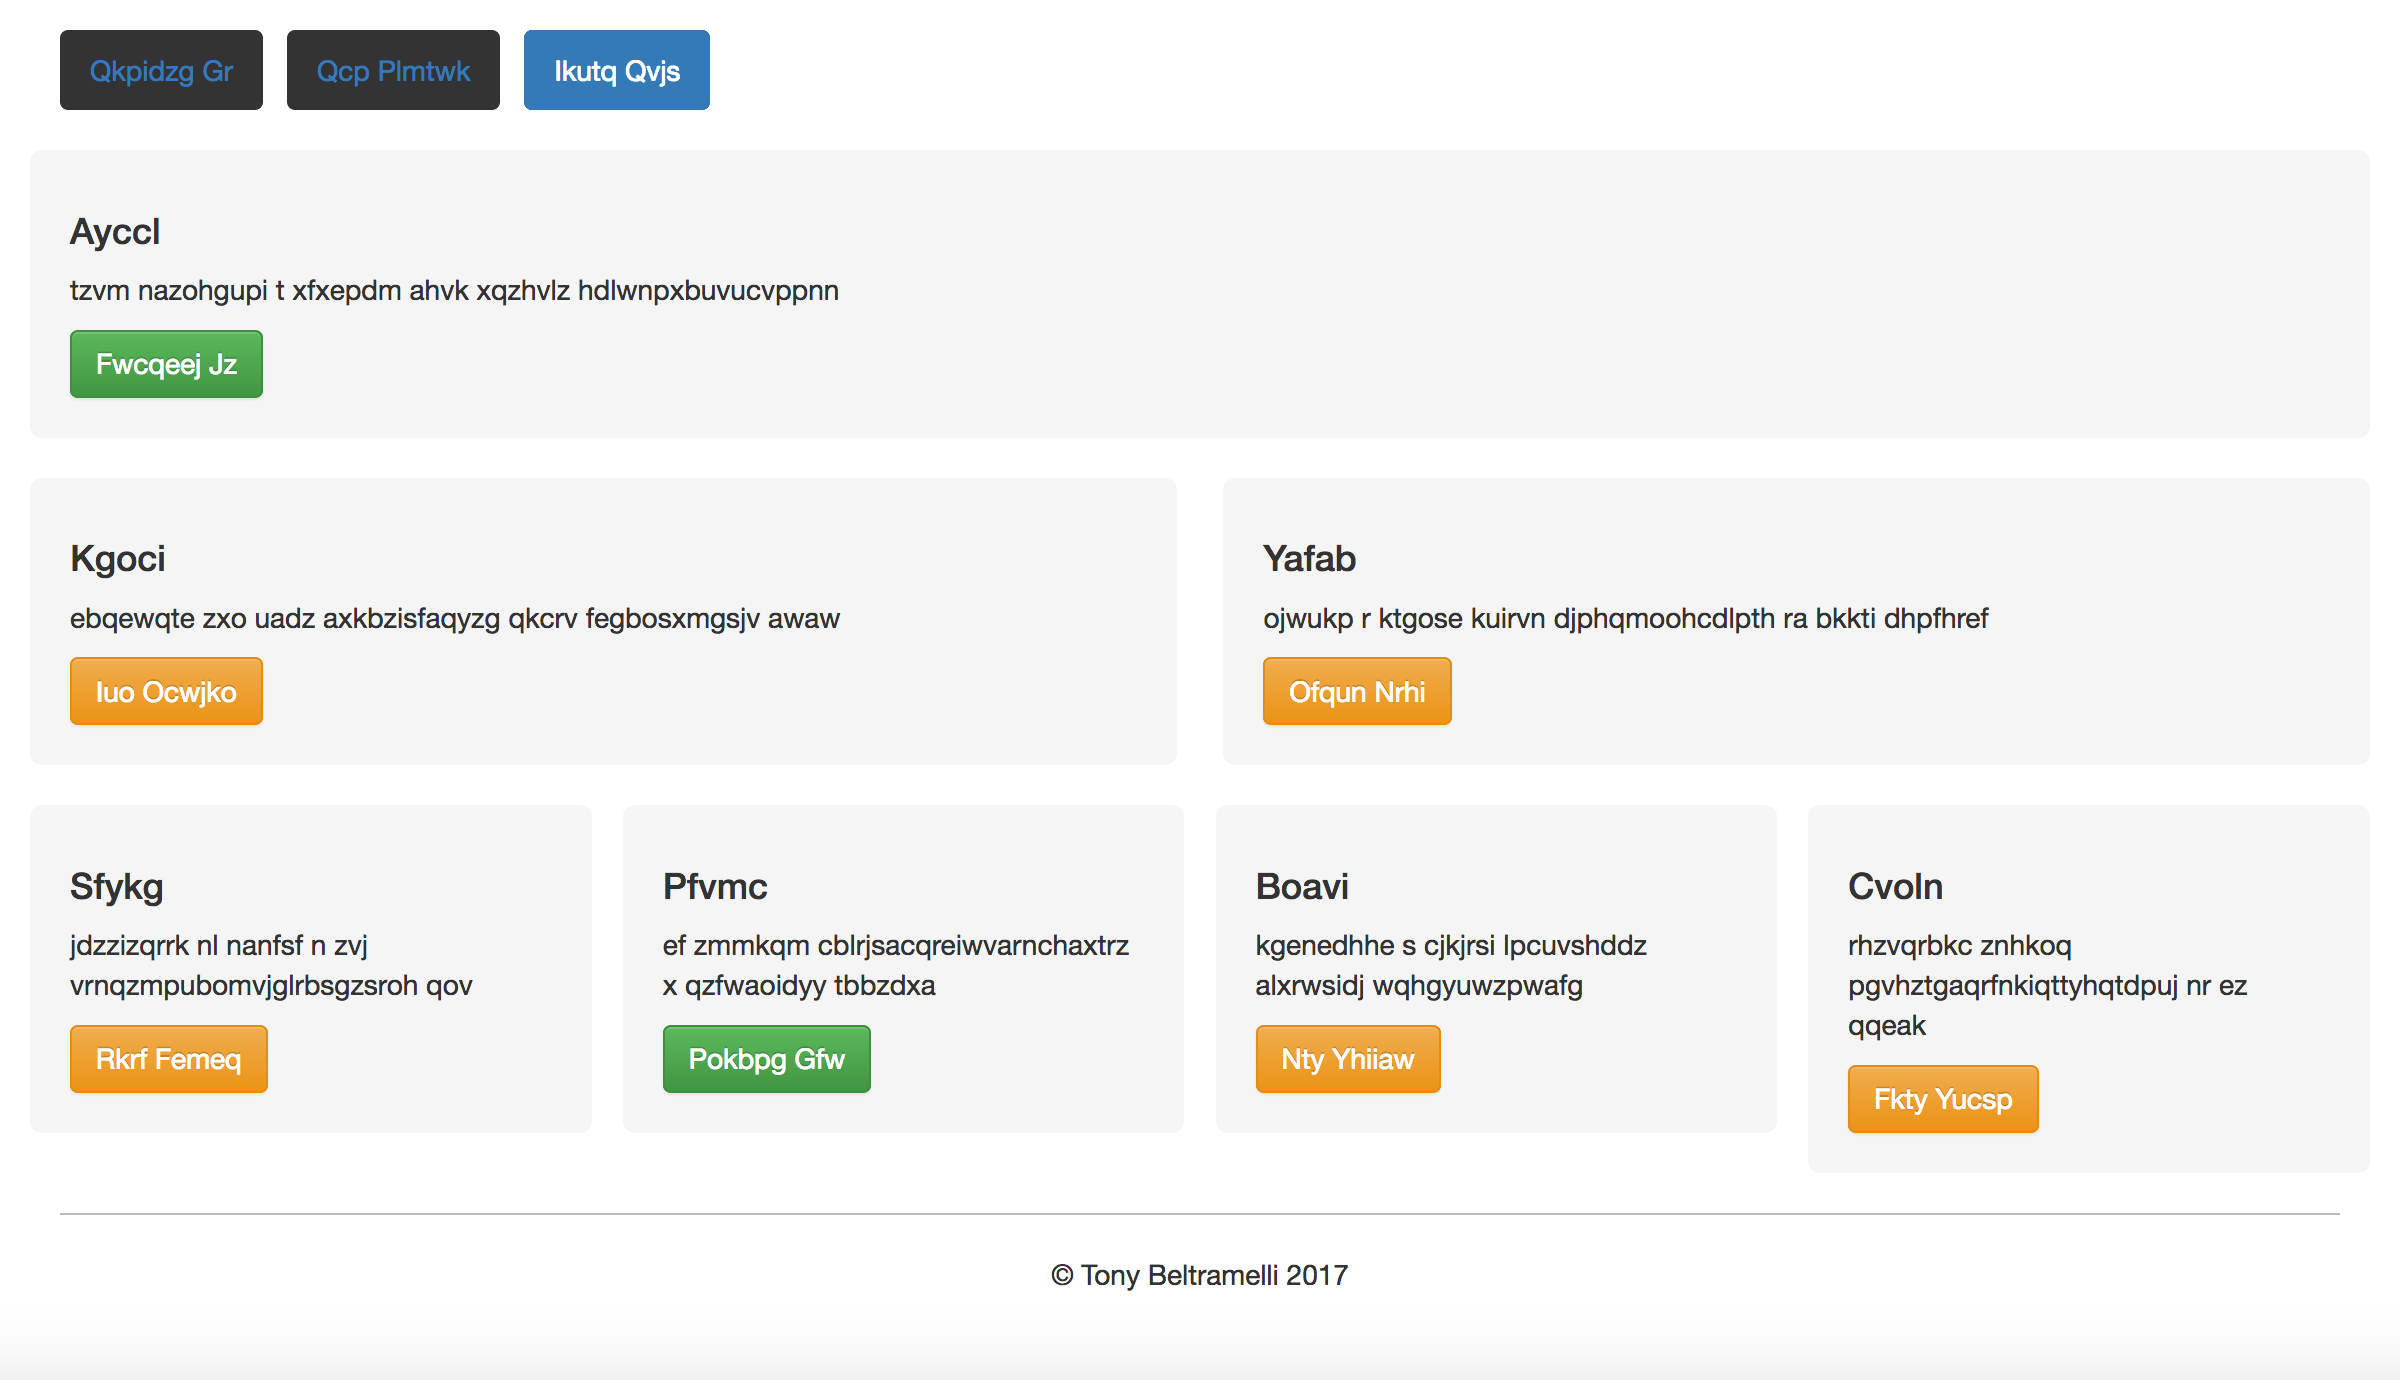 Qkpidzg Gr
Qcp Plmtwk
Ikutq Qvjs
Ayccl
tzvm nazohgupi t xfxepdm ahvk xqzhvlz hdlwnpxbuvucvppnn
Fwcqeej Jz
Kgoci
ebqewqte zxo uadz axkbzisfaqyzg qkcrv fegbosxmgsjv awaw
Iuo Ocwjko
Yafab
ojwukp r ktgose kuirvn djphqmoohcdlpth ra bkkti dhpfhref
Ofqun Nrhi
Sfykg
jdzzizqrrk nl nanfsf n zvj
vrnqzmpubomvjglrbsgzsroh qov
Rkrf Femeq
Pfvmc
ef zmmkqm cblrjsacqreiwvarnchaxtrz
x qzfwaoidyy tbbzdxa
Pokbpg Gfw
Boavi
kgenedhhe s cjkjrsi lpcuvshddz
alxrwsidj wqhgyuwzpwafg
Nty Yhiiaw
Cvoln
rhzvqrbkc znhkoq
pgvhztgaqrfnkiqttyhqtdpuj nr ez
qqeak
Fkty Yucsp
© Tony Beltramelli 2017